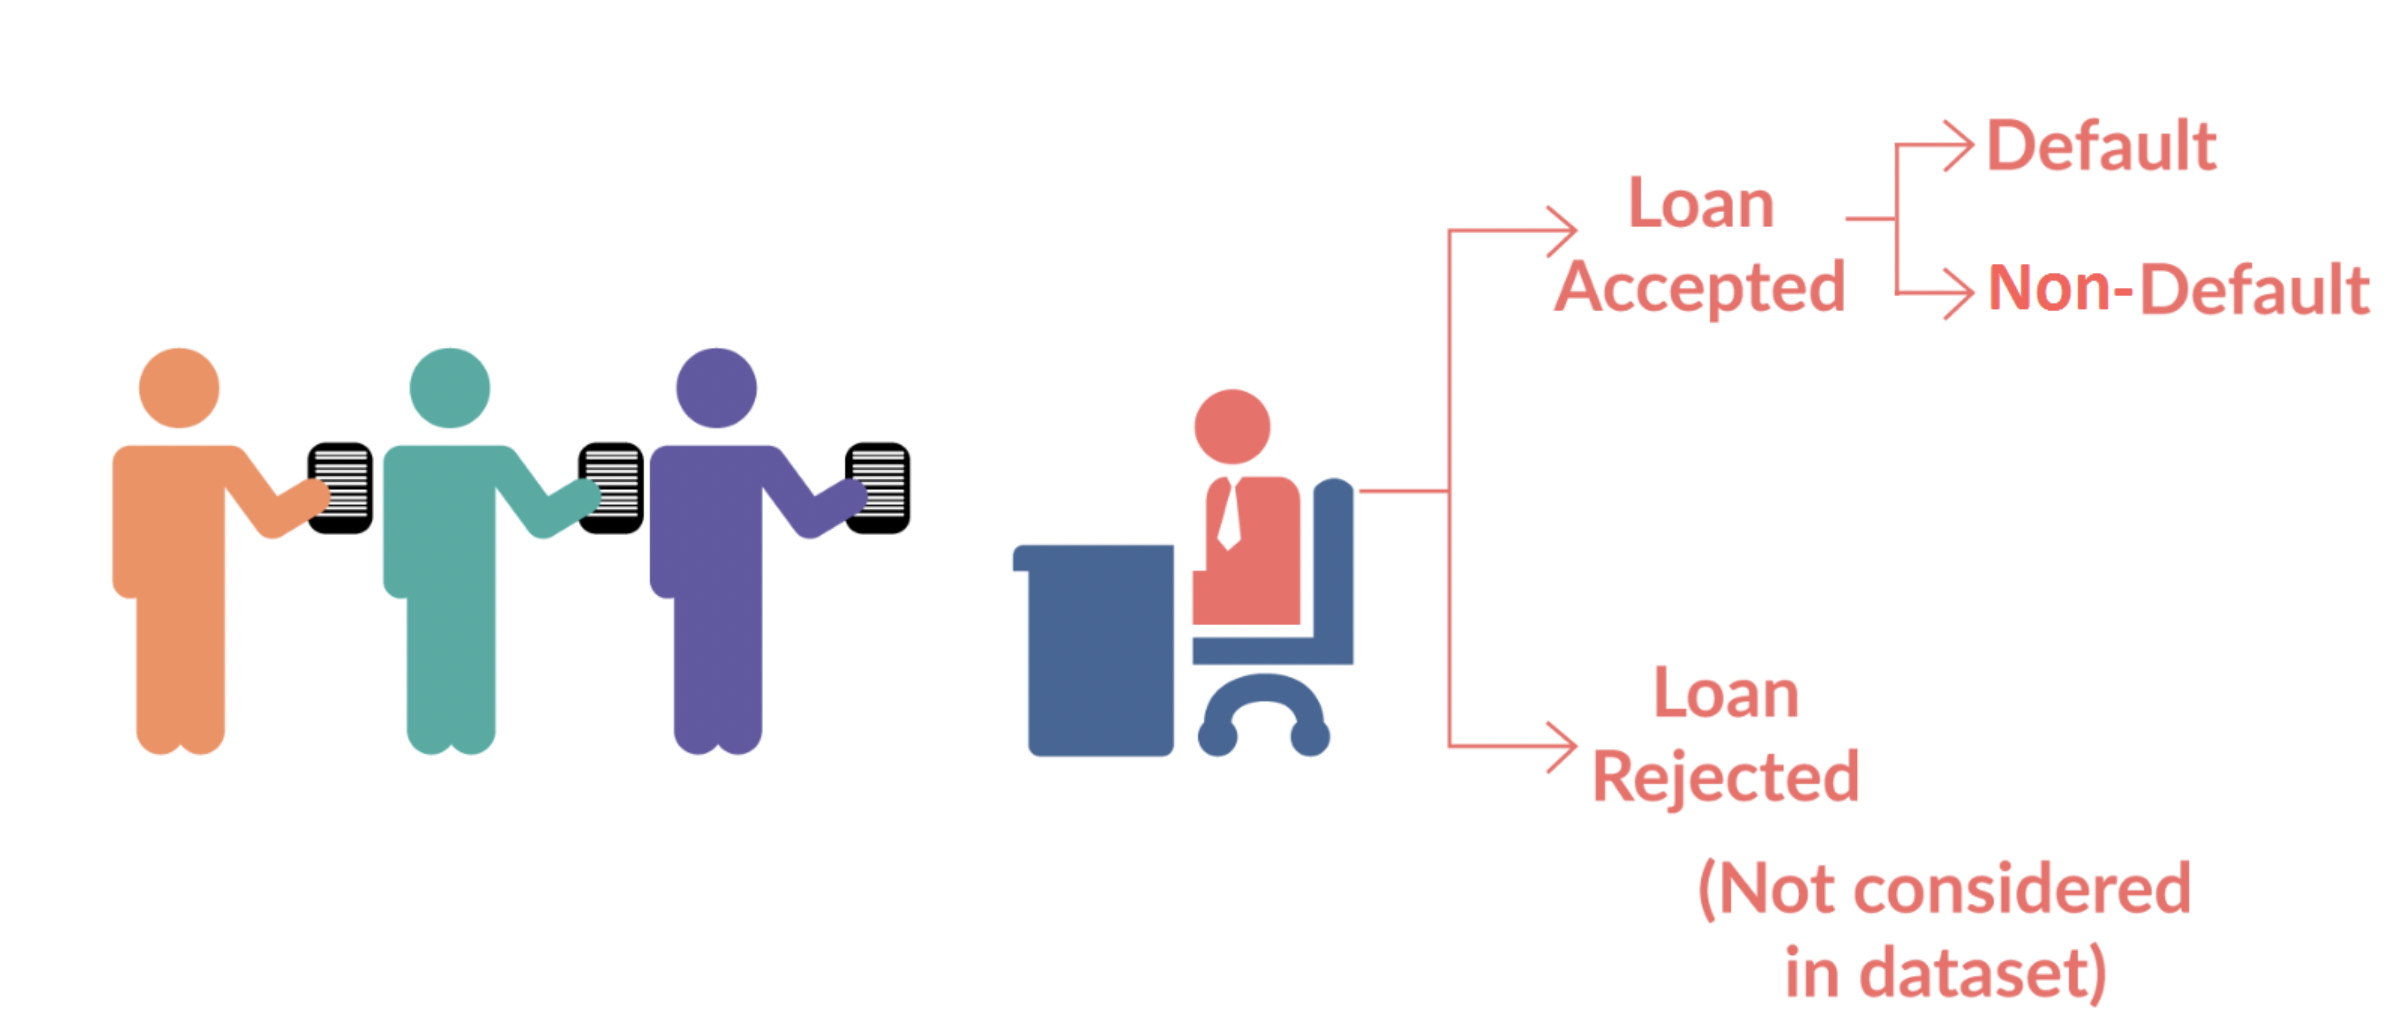 Default
Loan
Accepted
Non-Default
Loan
Rejected
(Not considered
in dataset)